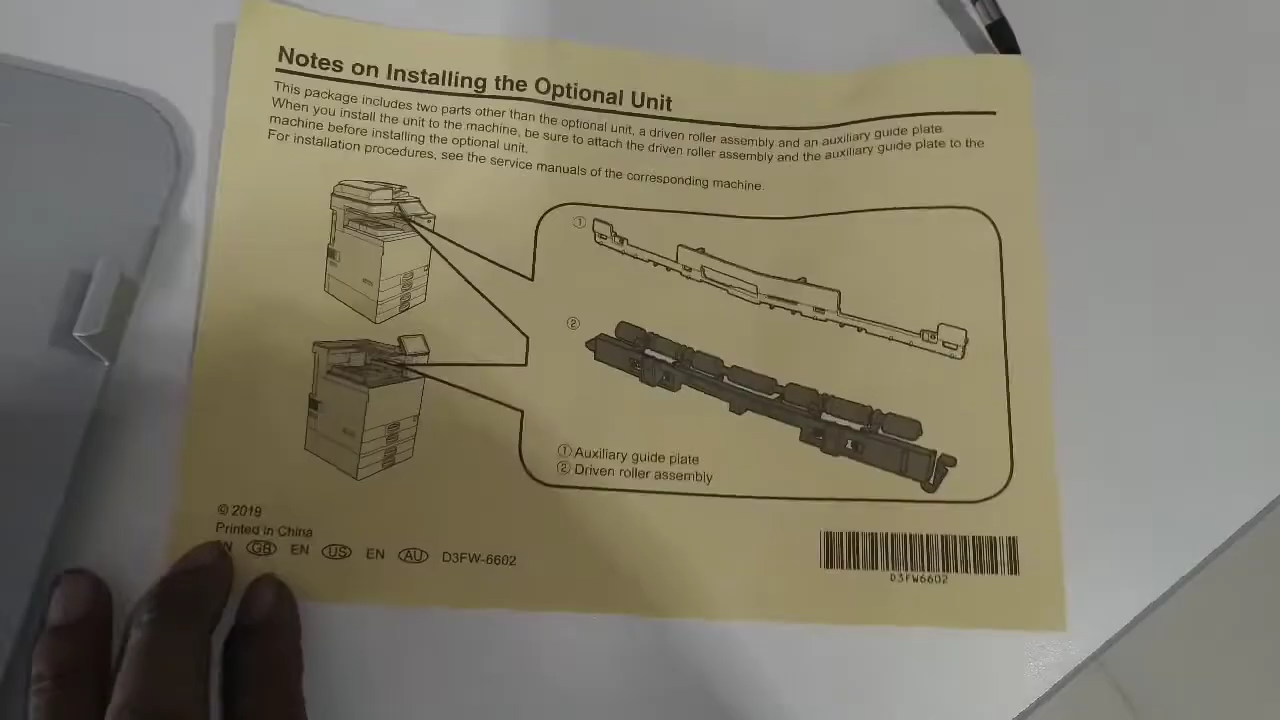 Notes on Installing the Optional Unit
This package includes two parts other than the optional unit, a driven roller assembly and an auxiliary guide plate.
When you install the unit to the machine, be sure to attach the driven roller assembly and the auxiliary guide plate to the
machine before installing the optional unit.
For installation procedures, see the service manuals of the corresponding machine.
①
②
① Auxiliary guide plate
② Driven roller assembly
© 2019
Printed in China
GB EN US EN AU D3FW-6602
D3FW6602